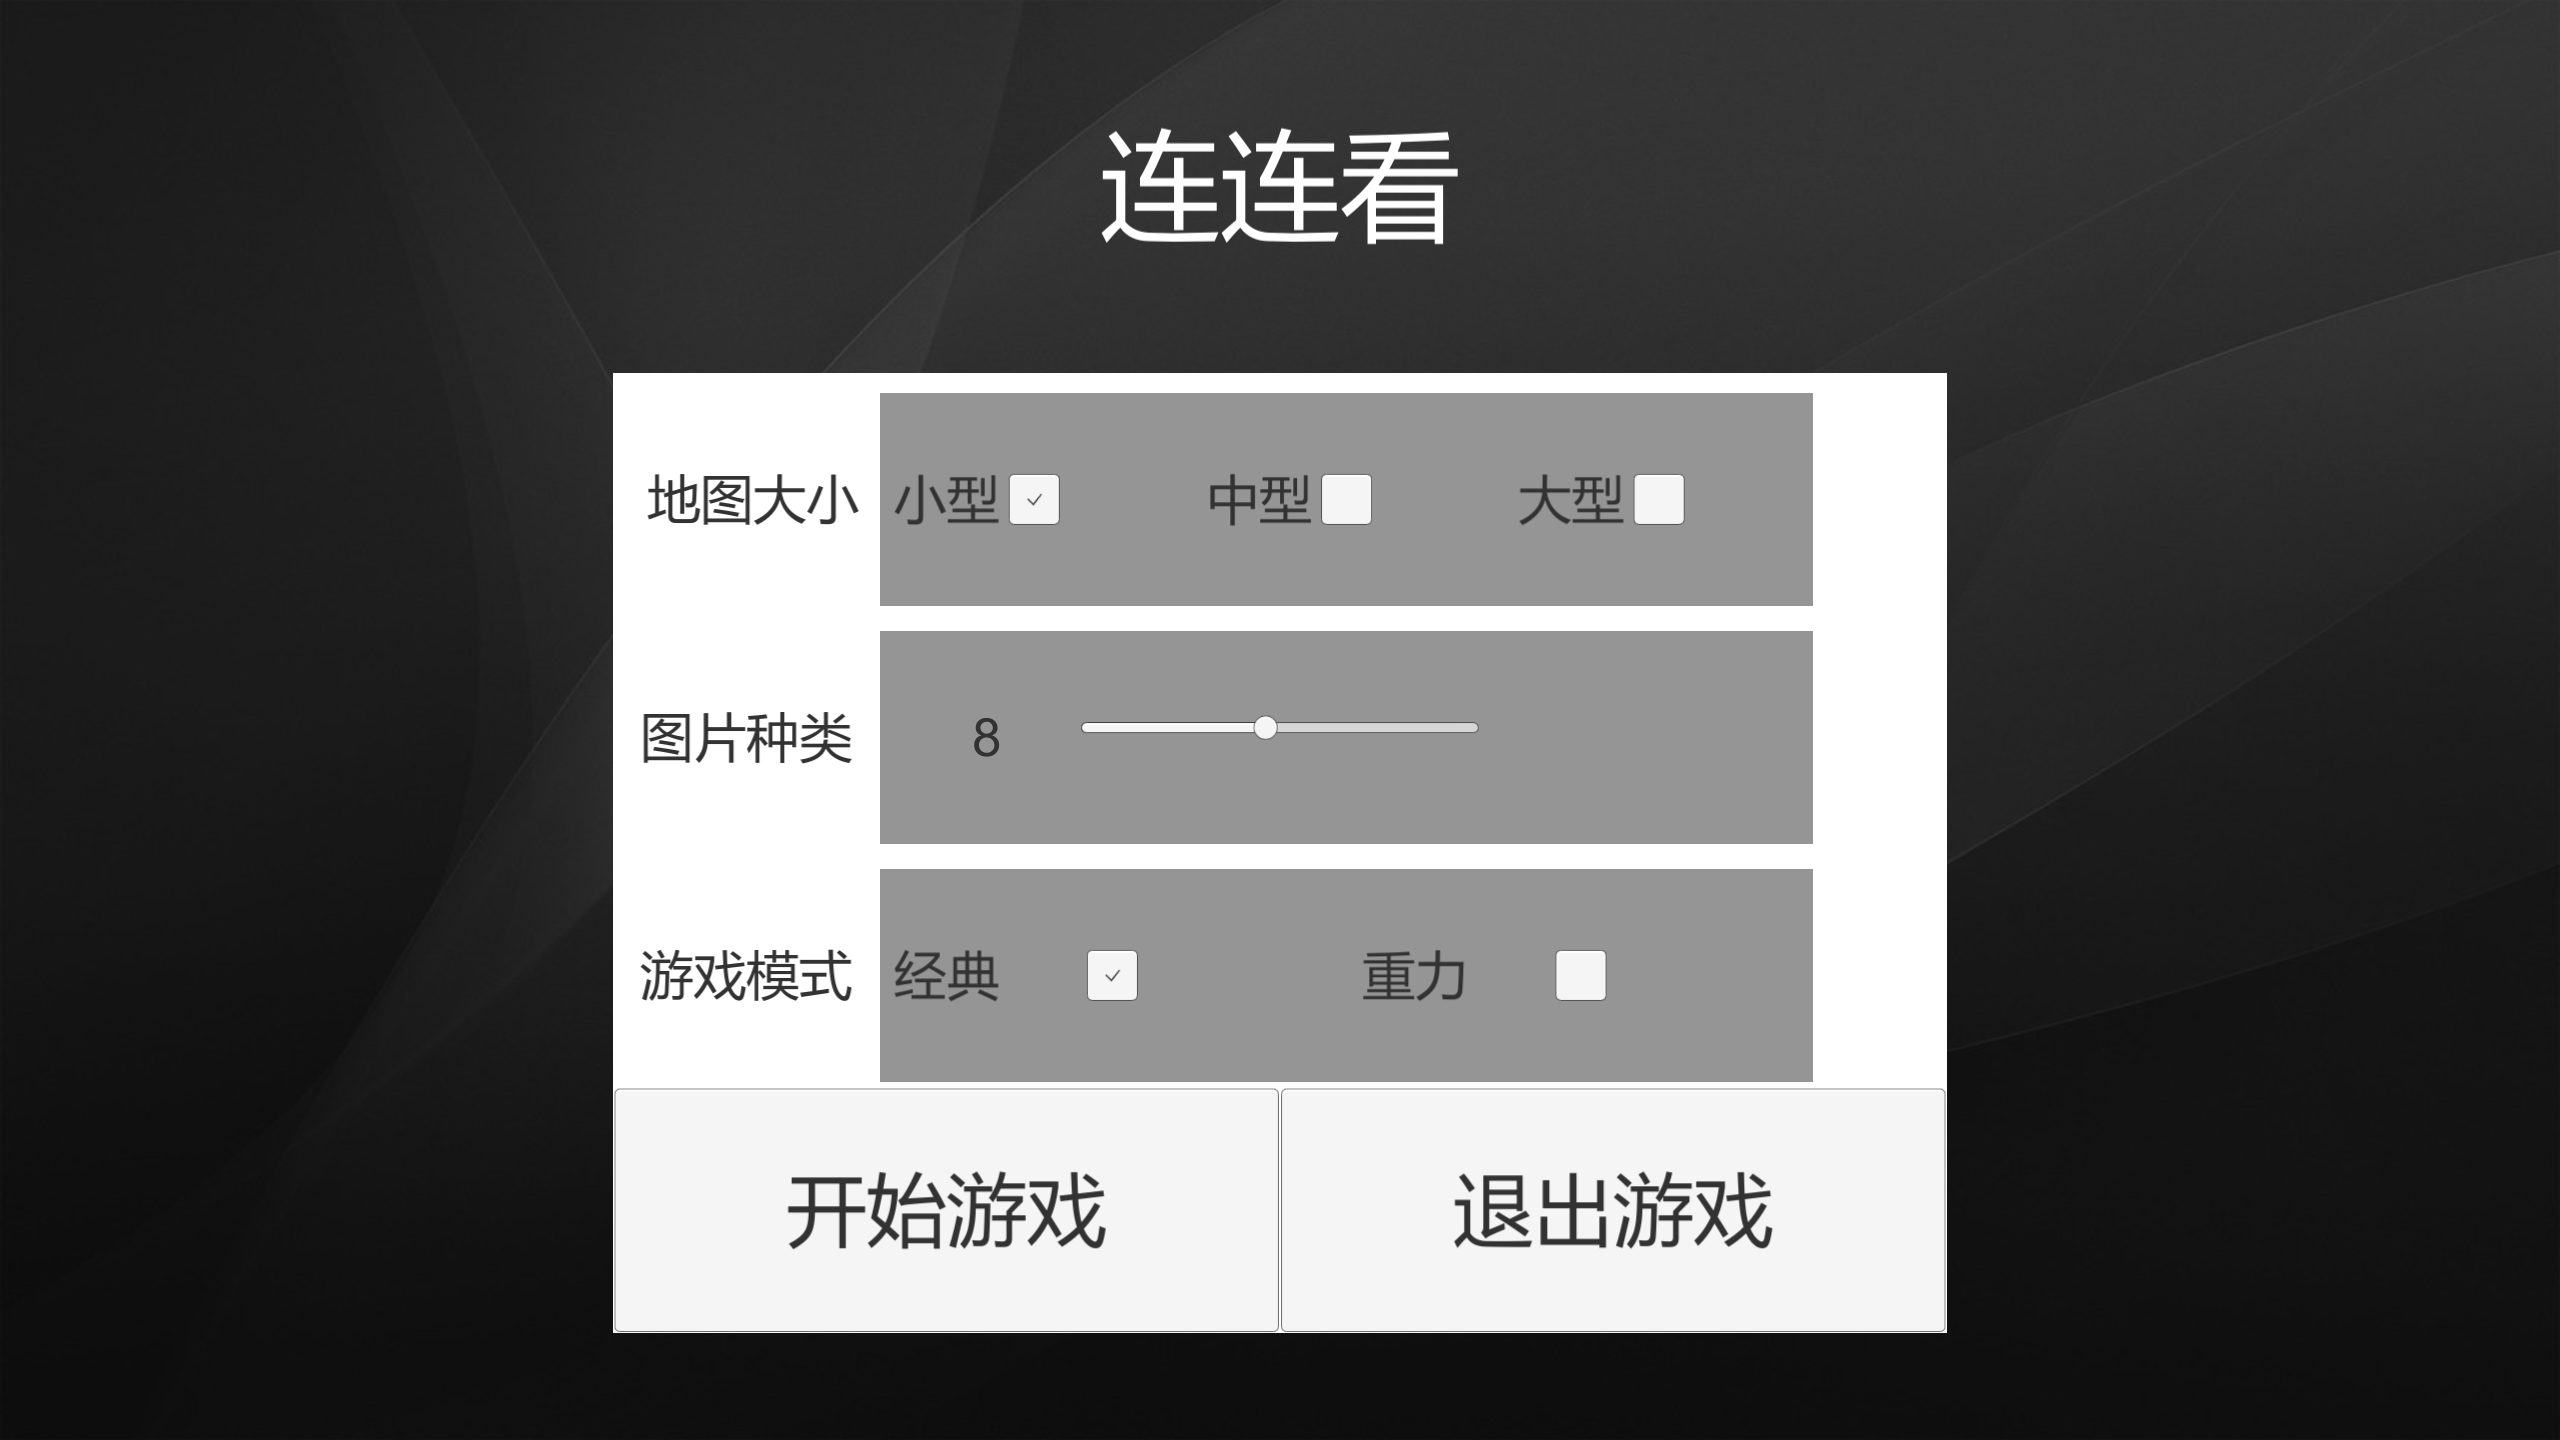 连连看
地图大小 小型 中型 大型
图片种类 8
游戏模式 经典 重力
开始游戏 退出游戏